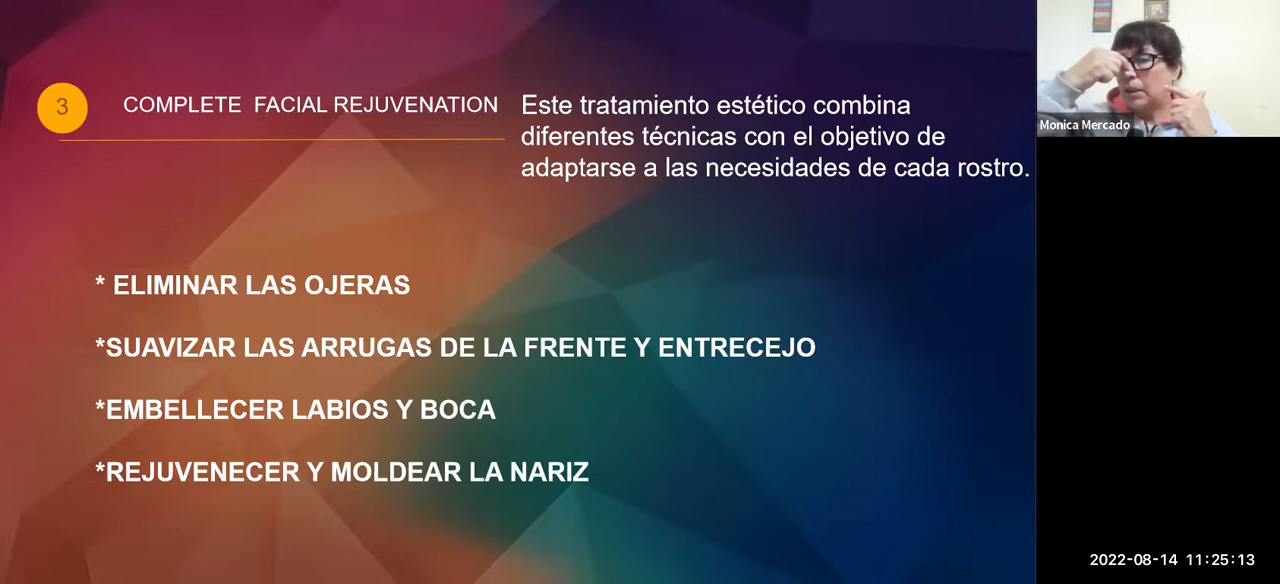 3
COMPLETE FACIAL REJUVENATION
Este tratamiento estético combina
diferentes técnicas con el objetivo de
adaptarse a las necesidades de cada rostro.
* ELIMINAR LAS OJERAS
*SUAVIZAR LAS ARRUGAS DE LA FRENTE Y ENTRECEJO
*EMBELLECER LABIOS Y BOCA
*REJUVENECER Y MOLDEAR LA NARIZ
Monica Mercado
2022-08-14 11:25:13